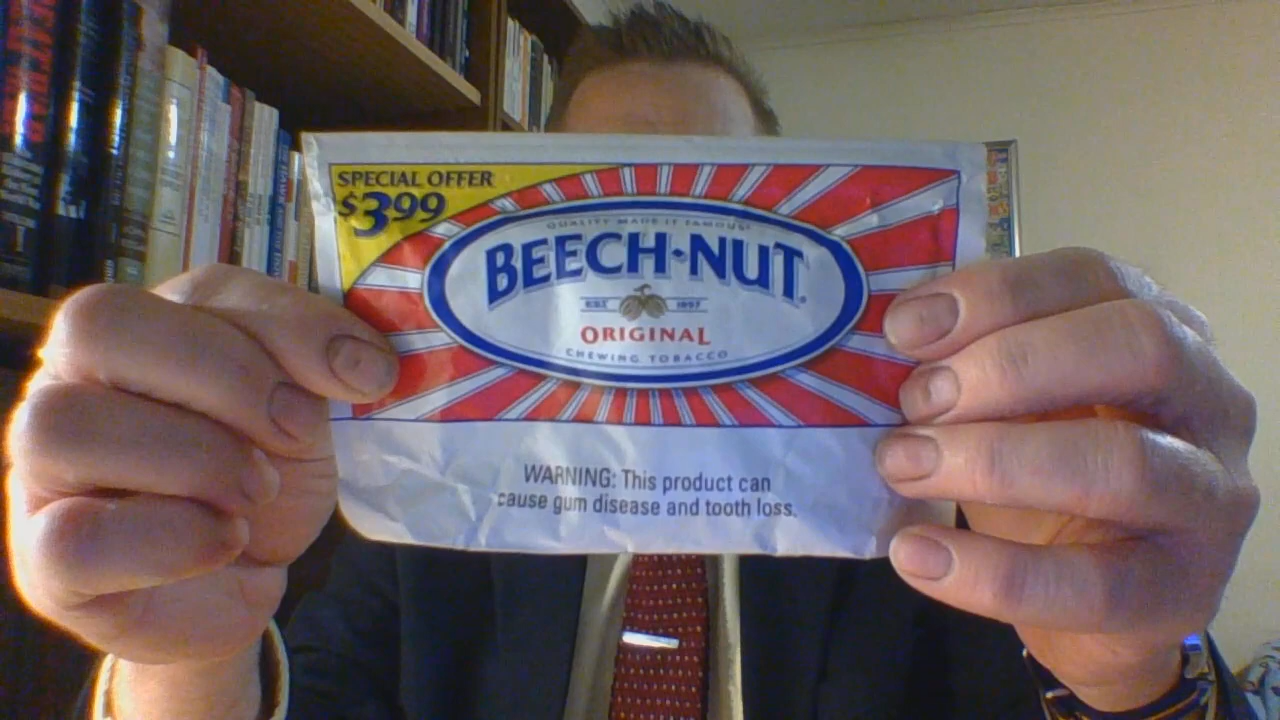 SPECIAL OFFER
$3.99
QUALITY MADE IT FAMOUS®
BEECH·NUT®
EST. 1897
ORIGINAL
CHEWING TOBACCO
WARNING: This product can
cause gum disease and tooth loss.